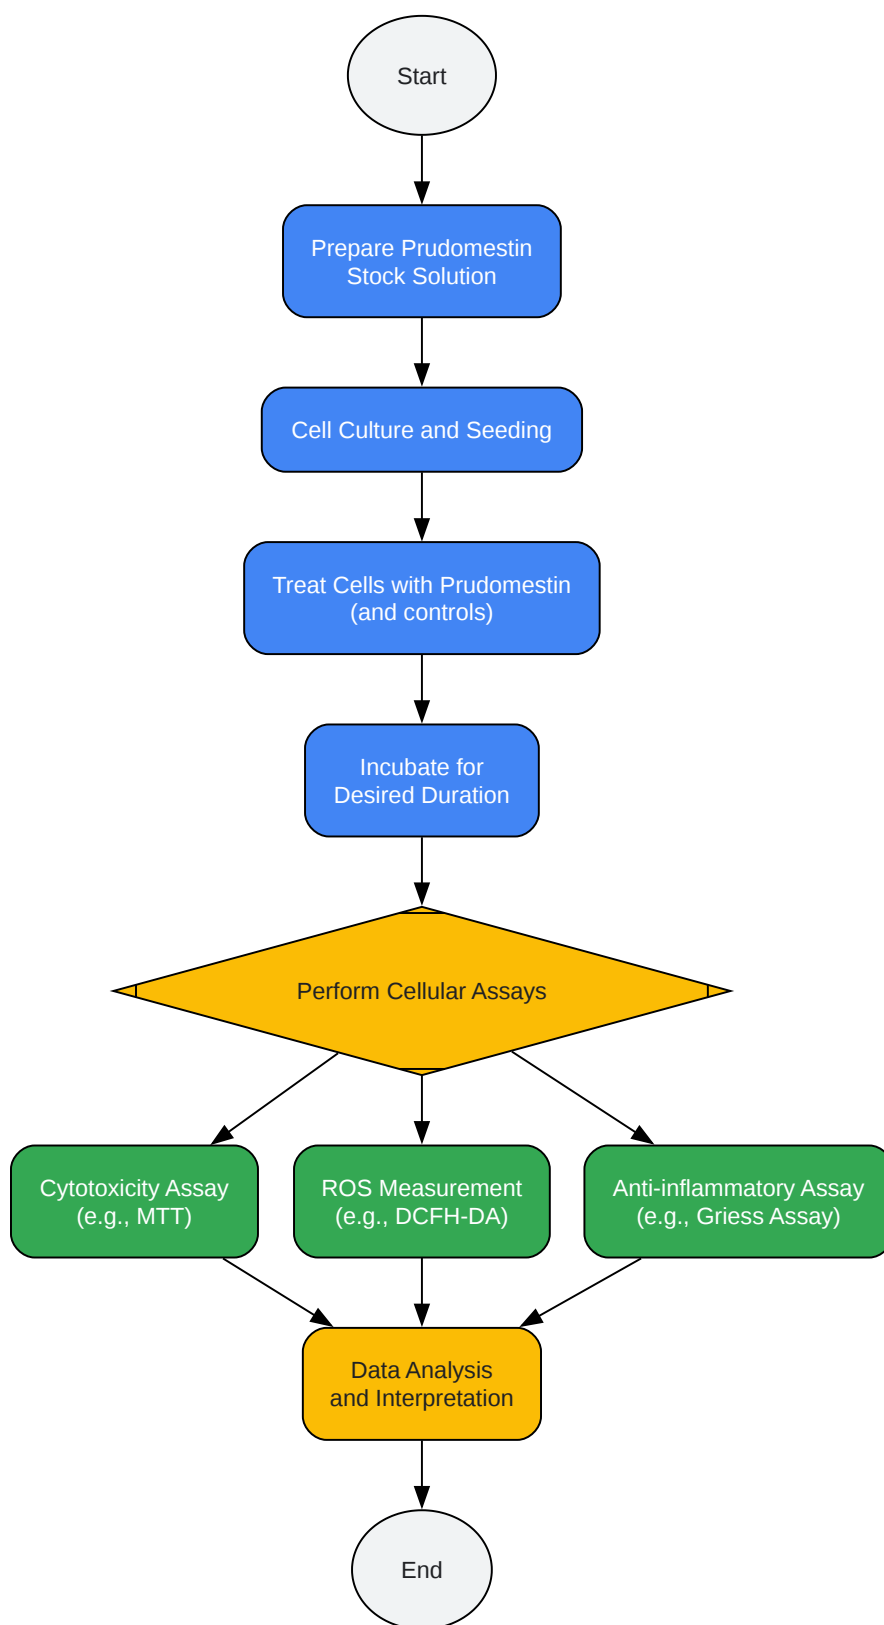 Start
Prepare Prudomestin
Stock Solution
Cell Culture and Seeding
Treat Cells with Prudomestin
(and controls)
Incubate for
Desired Duration
Perform Cellular Assays
Cytotoxicity Assay
(e.g., MTT)
ROS Measurement
(e.g., DCFH-DA)
Anti-inflammatory Assay
(e.g., Griess Assay)
Data Analysis
and Interpretation
End